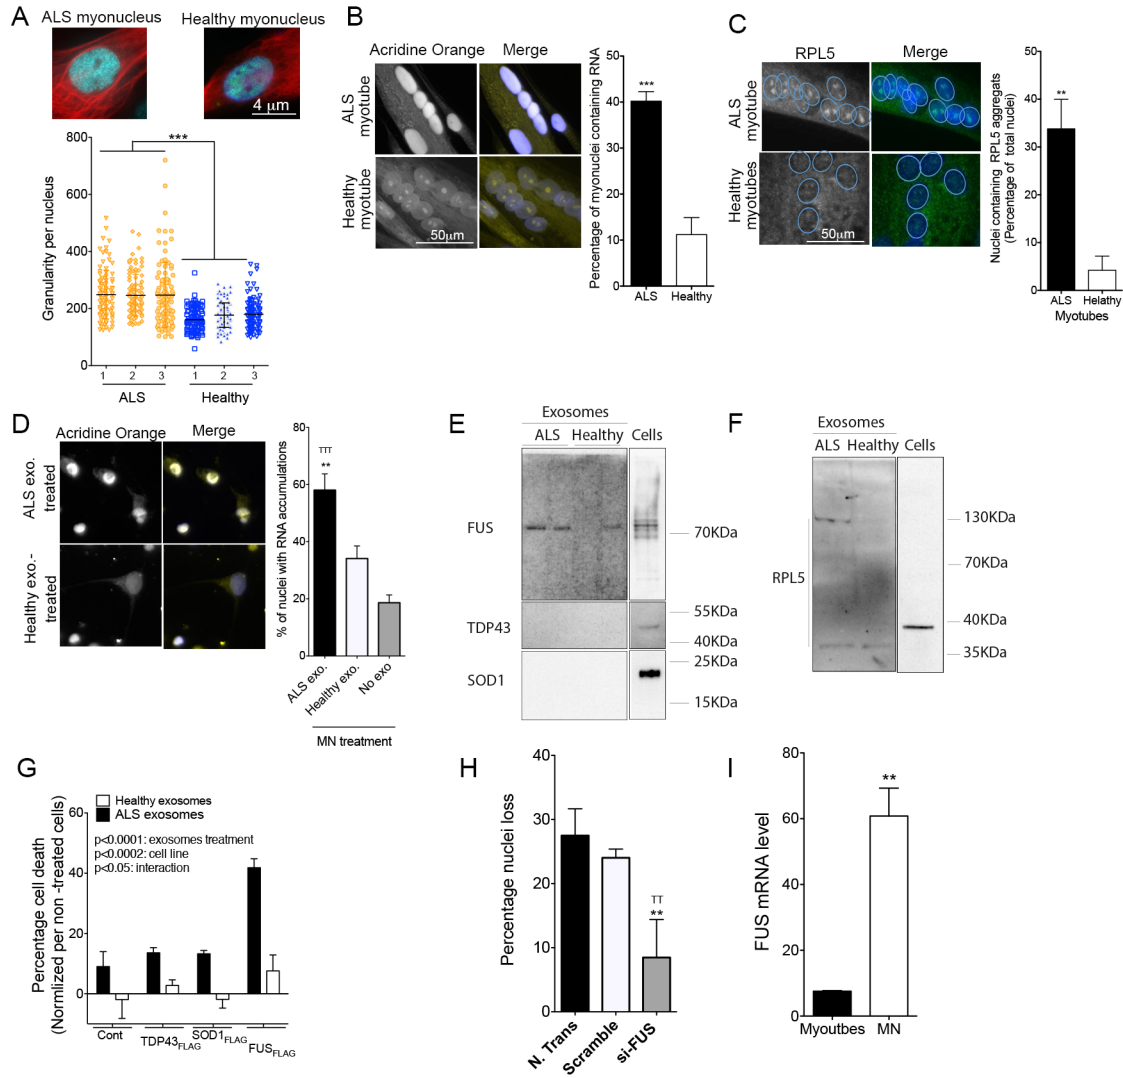 A
ALS myonucleus
Healthy myonucleus
4 µm
Granularity per nucleus
800
600
400
200
0
***
1
2
3
1
2
3
ALS
Healthy
B
Acridine Orange
Merge
ALS
myotube
Healthy
myotube
50µm
Percentage of myonuclei containing RNA
50
40
30
20
10
0
***
ALS
Healthy
C
RPL5
Merge
ALS
myotube
Healthy
myotubes
50µm
Nuclei containing RPL5 aggregats
(Percentage of total nuclei)
50
40
30
20
10
0
**
ALS
Helathy
Myotubes
D
Acridine Orange
Merge
ALS exo.
treated
Healthy exo.-
treated
% of nuclei with RNA accumulations
80
60
40
20
0
TTT
**
ALS exo.
Healthy exo.
No exo
MN treatment
E
Exosomes
ALS
Healthy
Cells
FUS
70KDa
TDP43
55KDa
40KDa
SOD1
25KDa
15KDa
F
Exosomes
ALS
Healthy
Cells
RPL5
130KDa
70KDa
40KDa
35KDa
G
Percentage cell death
(Normlized per non -treated cells)
Healthy exosomes
ALS exosomes
p<0.0001: exosomes treatment
p<0.0002: cell line
p<0.05: interaction
60
40
20
0
Cont
TDP43FLAG
SOD1FLAG
FUSFLAG
H
Percentage nuclei loss
40
30
20
10
0
TT
**
N. Trans
Scramble
si-FUS
I
FUS mRNA level
80
60
40
20
0
**
Myoutbes
MN